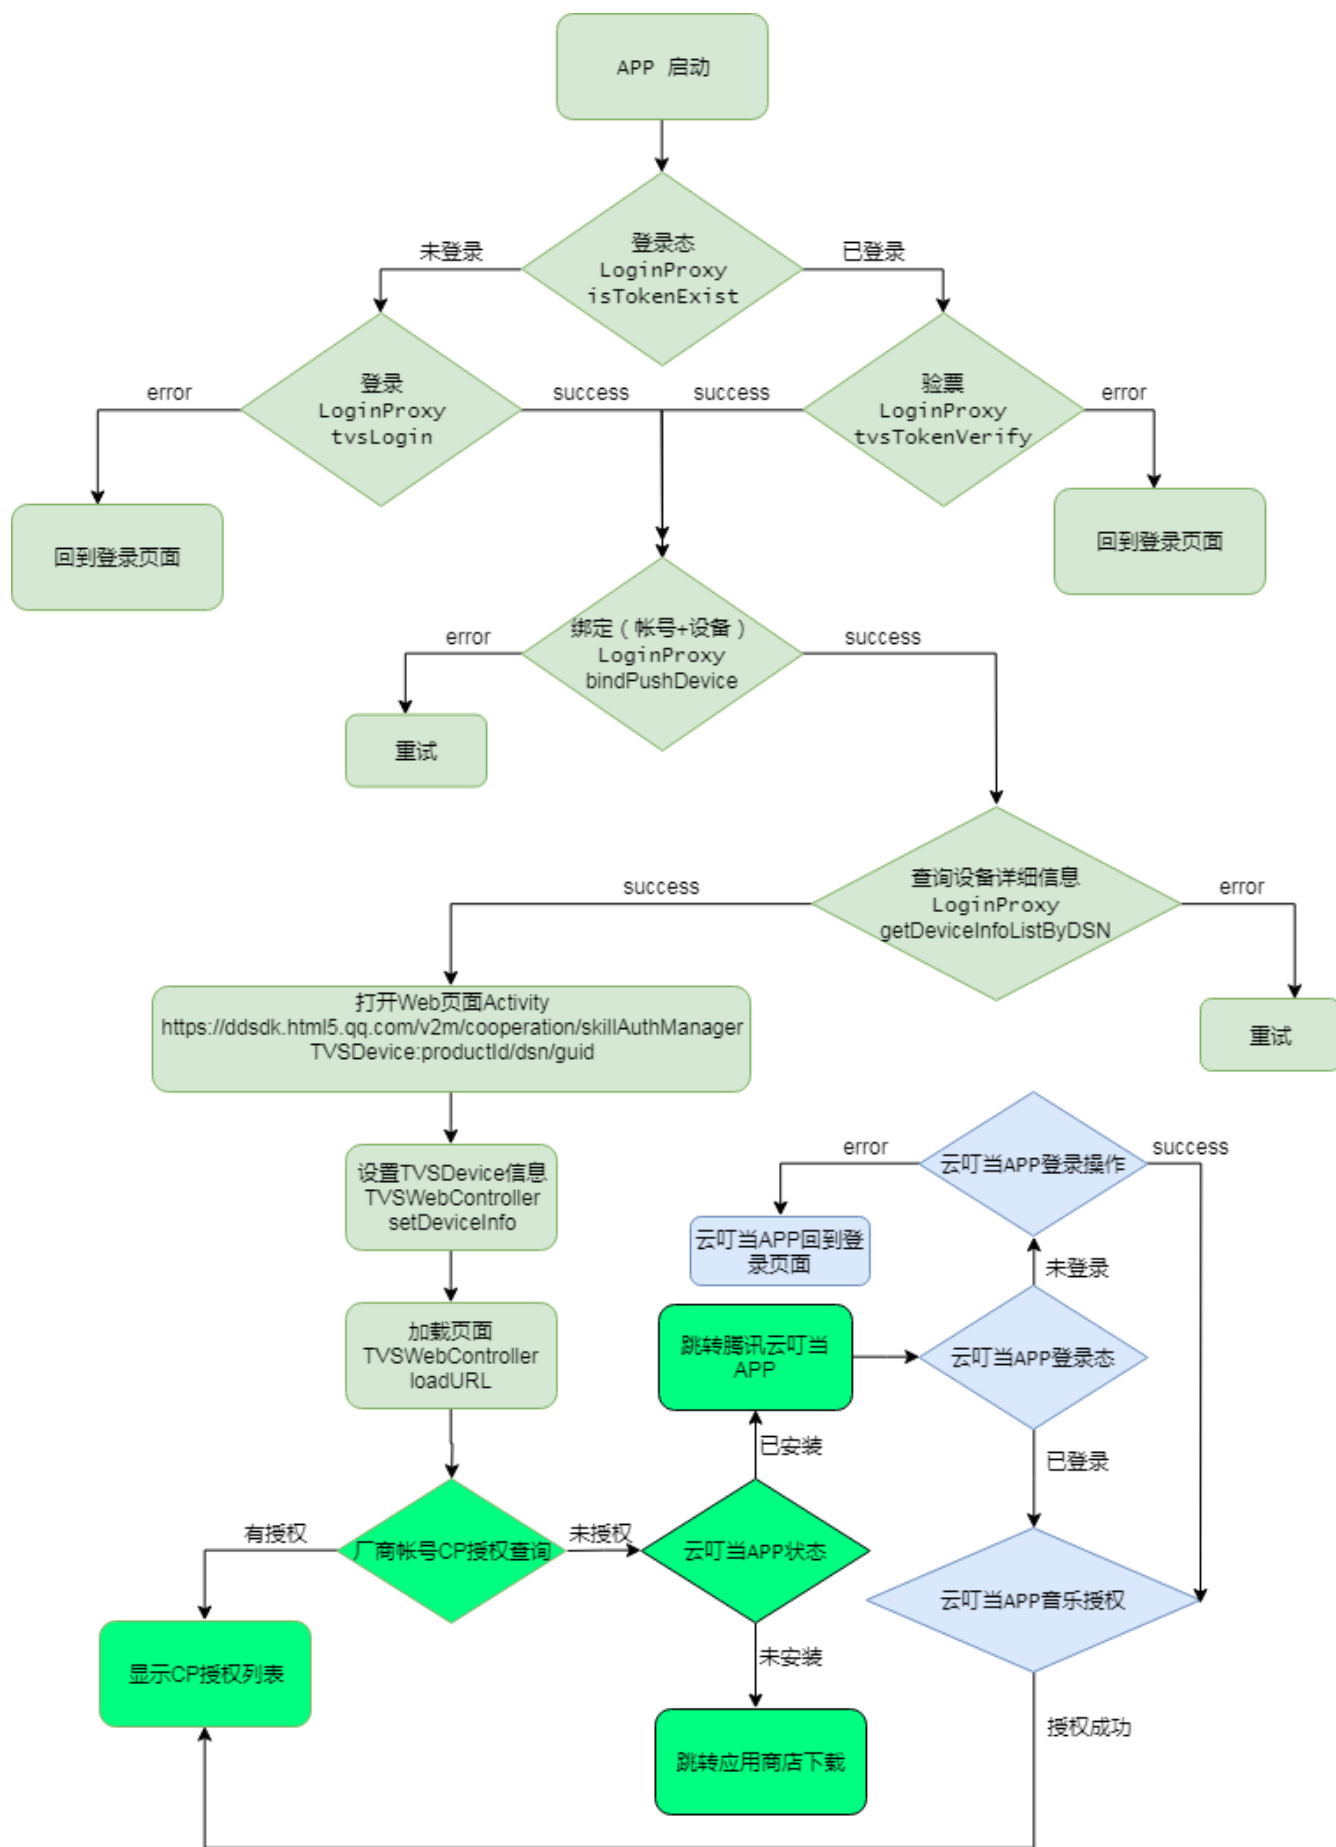 APP 启动
登录态
LoginProxy
isTokenExist
未登录
已登录
登录
LoginProxy
tvsLogin
error
success
success
验票
LoginProxy
tvsTokenVerify
error
回到登录页面
回到登录页面
绑定（帐号+设备）
LoginProxy
bindPushDevice
error
success
重试
查询设备详细信息
LoginProxy
getDeviceInfoListByDSN
success
error
打开Web页面Activity
https://ddsdk.html5.qq.com/v2m/cooperation/skillAuthManager
TVSDevice:productId/dsn/guid
重试
设置TVSDevice信息
TVSWebController
setDeviceInfo
error
云叮当APP登录操作
success
云叮当APP回到登
录页面
未登录
加载页面
TVSWebController
loadURL
跳转腾讯云叮当
APP
云叮当APP登录态
已安装
已登录
有授权
厂商帐号CP授权查询
未授权
云叮当APP状态
云叮当APP音乐授权
显示CP授权列表
未安装
授权成功
跳转应用商店下载